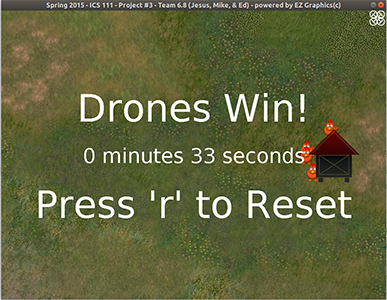 Spring 2015 - ICS 111 - Project #3 - Team 6.8 (Jesus, Mike, & Ed) - powered by EZ Graphics(c)
Drones Win!
0 minutes 33 seconds
Press 'r' to Reset